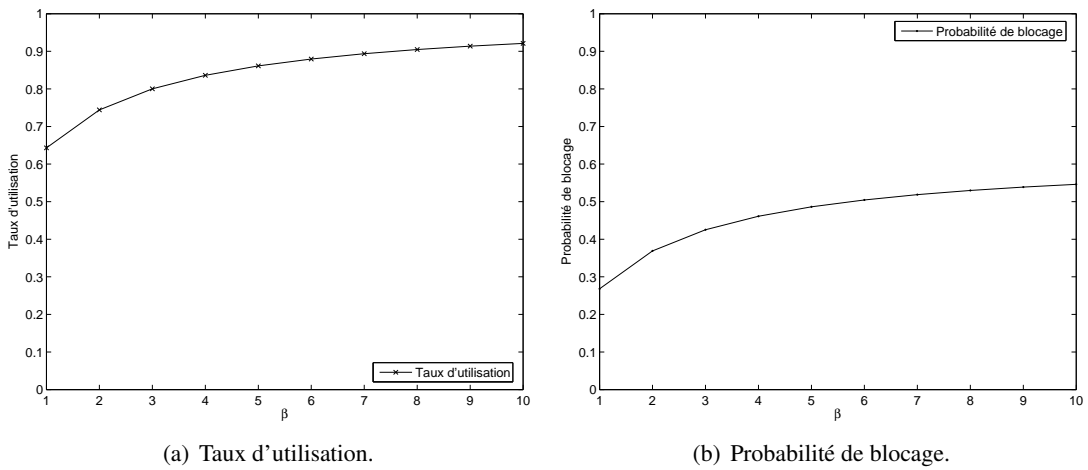 1
0.9
0.8
0.7
0.6
0.5
0.4
0.3
0.2
0.1
0
Taux d'utilisation
Taux d'utilisation
1 2 3 4 5 6 7 8 9 10
β
(a) Taux d'utilisation.
1
0.9
0.8
0.7
0.6
0.5
0.4
0.3
0.2
0.1
0
Probabilité de blocage
Probabilité de blocage
1 2 3 4 5 6 7 8 9 10
β
(b) Probabilité de blocage.